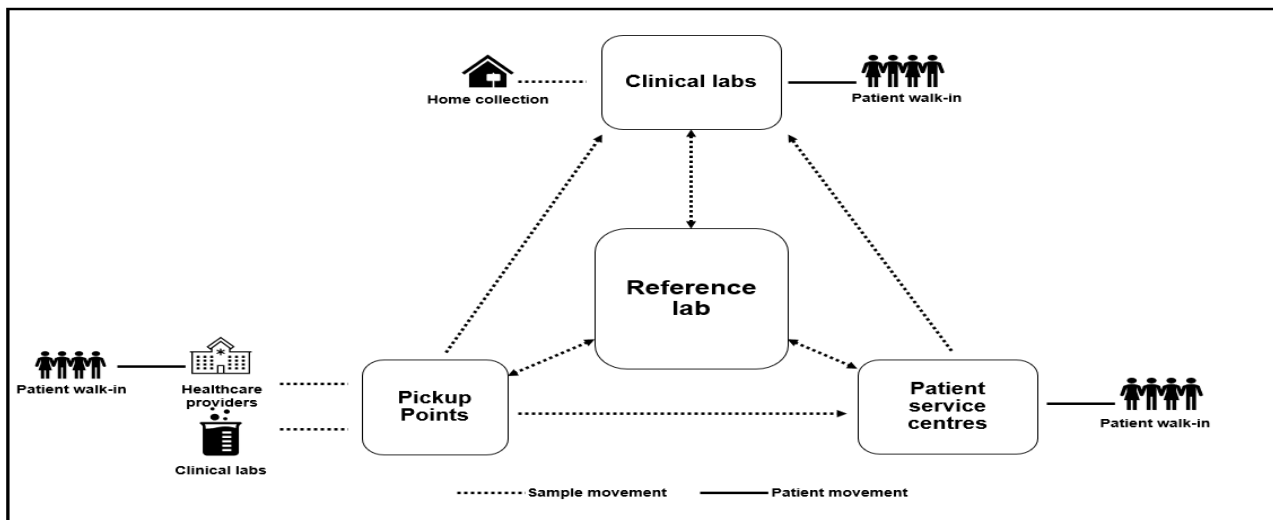 Clinical labs
Home collection
Patient walk-in
Reference
lab
Patient walk-in
Healthcare
providers
Clinical labs
Pickup
Points
Patient
service
centres
Patient walk-in
Sample movement
Patient movement